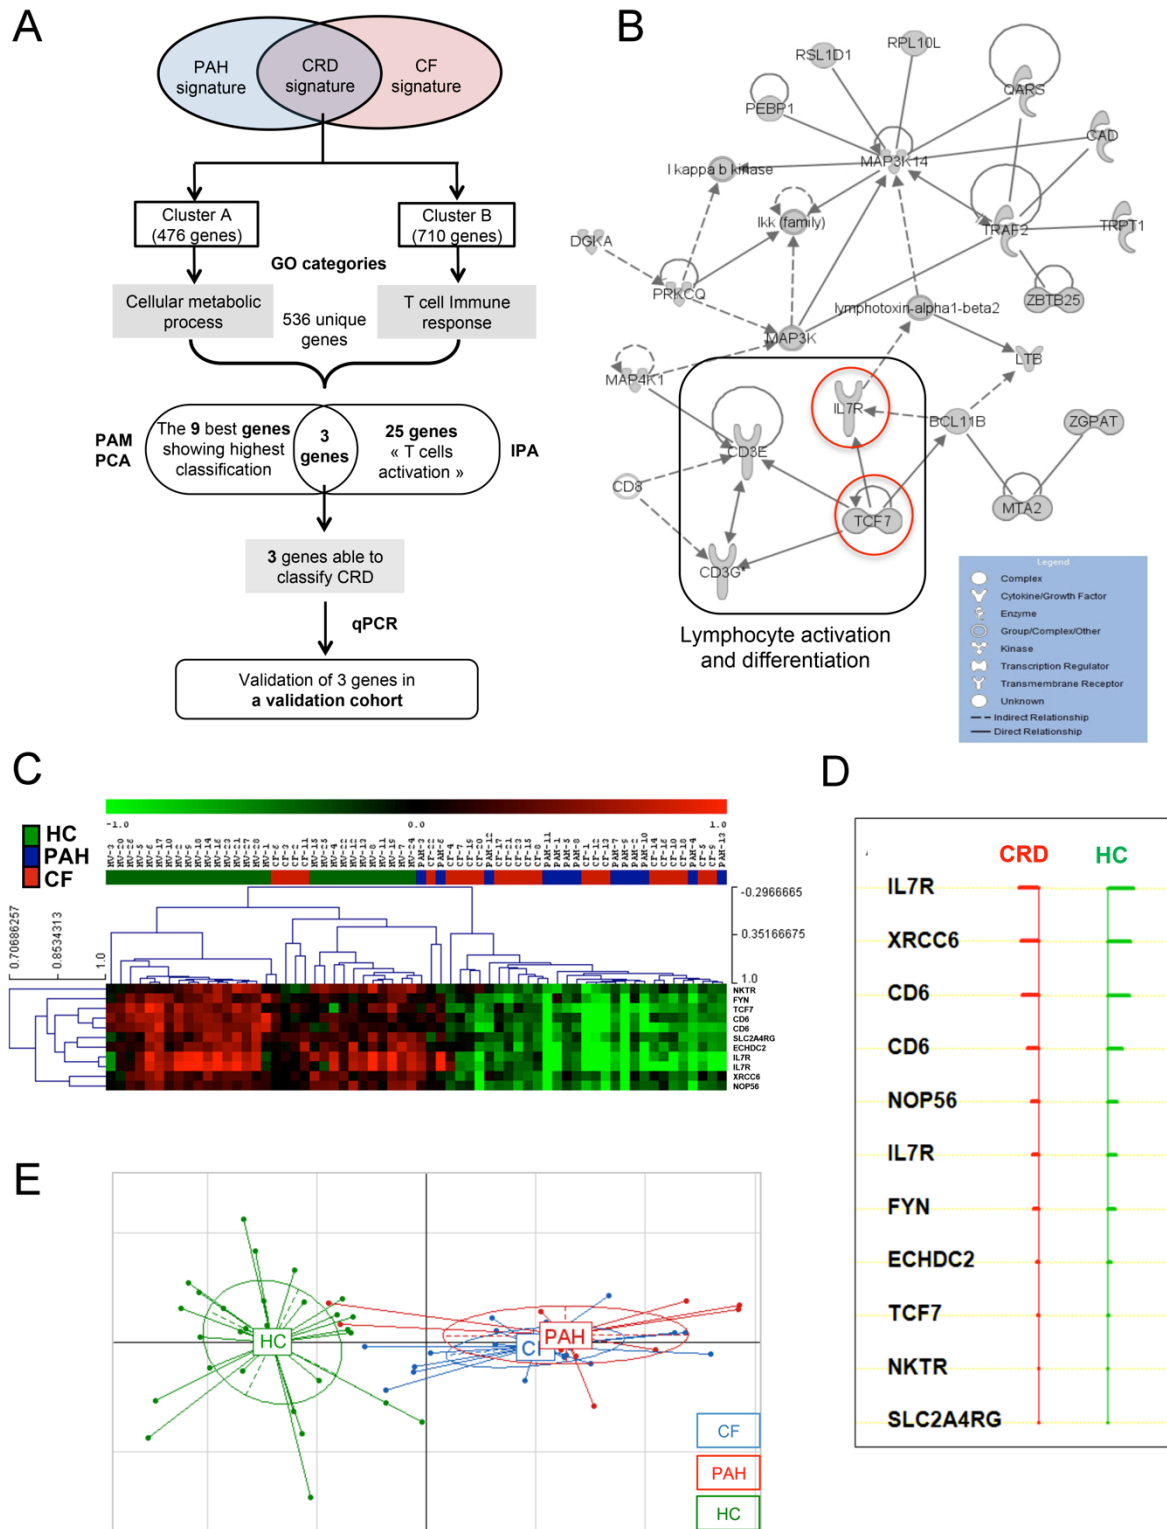 A
PAH
signature
CRD
signature
CF
signature
Cluster A
(476 genes)
Cluster B
(710 genes)
GO categories
Cellular metabolic
process
T cell Immune
response
536 unique
genes
PAM
PCA
The 9 best genes
showing highest
classification
3
genes
25 genes
« T cells
activation »
IPA
3 genes able to
classify CRD
qPCR
Validation of 3 genes in
a validation cohort
B
RSL1D1
RPL10L
PEBP1
QARS
MAP3K14
CAD
I kappa b kinase
Ikk (family)
TRAF2
TRPT1
DGKA
PRKCQ
ZBTB25
lymphotoxin-alpha1-beta2
MAP3K
LTB
MAP4K1
IL7R
BCL11B
ZGPAT
CD3E
CD8
TCF7
MTA2
CD3G*
Lymphocyte activation
and differentiation
Legend
Complex
Cytokine/Growth Factor
Enzyme
Group/Complex/Other
Kinase
Transcription Regulator
Transmembrane Receptor
Unknown
Indirect Relationship
Direct Relationship
C
-1.0
0.0
1.0
HC
PAH
CF
-0.2966665
0.35166675
1.0
0.70686257
0.8534313
1.0
NKTR
FYN
TCF7
CD6
CD6
SLC2A4RG
ECHDC2
IL7R
IL7R
XRCC6
NOP56
D
CRD
HC
IL7R
XRCC6
CD6
CD6
NOP56
IL7R
FYN
ECHDC2
TCF7
NKTR
SLC2A4RG
E
HC
PAH
CF
PAH
HC